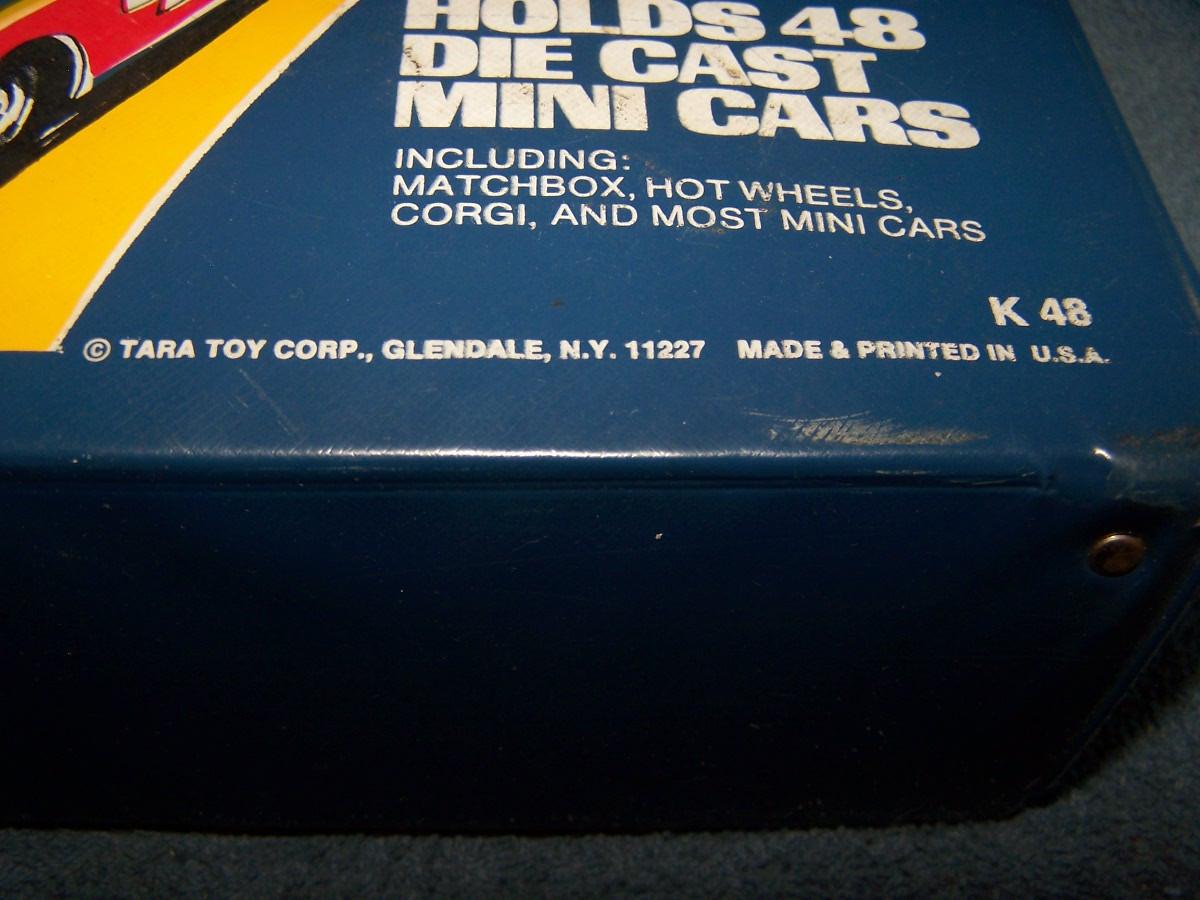 HOLDS 48
DIE CAST
MINI CARS
INCLUDING:
MATCHBOX, HOT WHEELS,
CORGI, AND MOST MINI CARS
K 48
© TARA TOY CORP., GLENDALE, N.Y. 11227 MADE & PRINTED IN U.S.A.